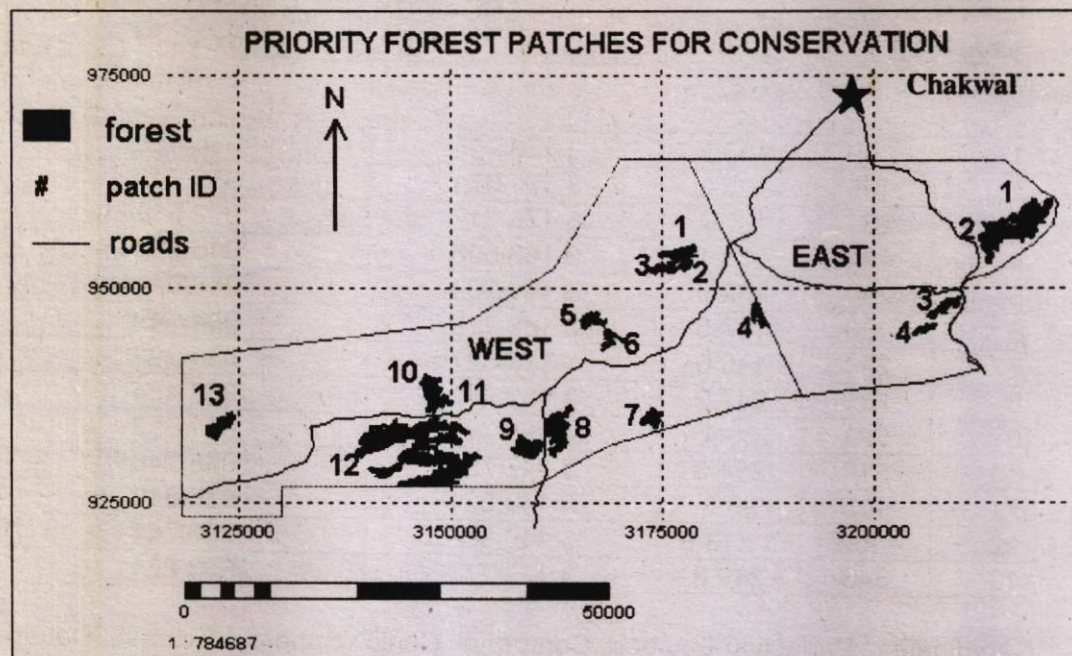 PRIORITY FOREST PATCHES FOR CONSERVATION
975000
Chakwal
N
forest
# patch ID
roads
1
2
EAST
1
3
2
950000
3
4
4
5
6
WEST
10
11
13
7
8
9
12
925000
3125000 3150000 3175000 3200000
0 50000
1 : 784687